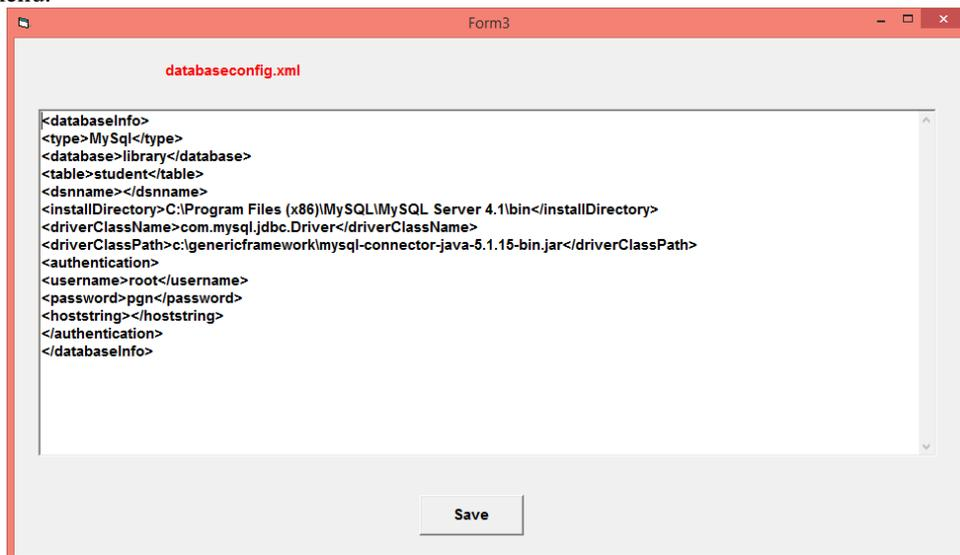 menu.
Form3
databaseconfig.xml
<databaseInfo>
<type>MySql</type>
<database>library</database>
<table>student</table>
<dsnname></dsnname>
<installDirectory>C:\Program Files (x86)\MySQL\MySQL Server 4.1\bin</installDirectory>
<driverClassName>com.mysql.jdbc.Driver</driverClassName>
<driverClassPath>c:\genericframework\mysql-connector-java-5.1.15-bin.jar</driverClassPath>
<authentication>
<username>root</username>
<password>pgn</password>
<hoststring></hoststring>
</authentication>
</databaseInfo>
Save